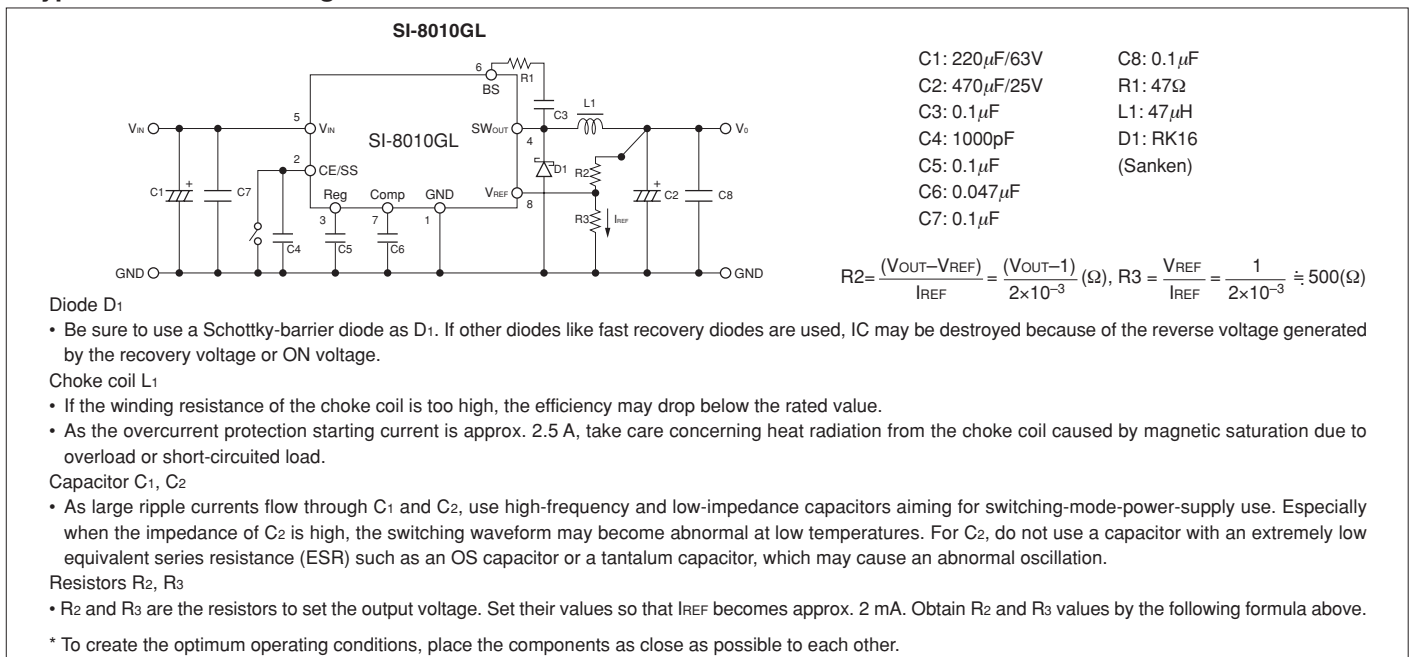 SI-8010GL
6
BS
R1
C3
L1
VIN
5
VIN
SWOUT
4
V0
SI-8010GL
2
CE/SS
D1
R2
C1
+
C7
Reg
Comp
GND
VREF
8
+
C2
C8
3
7
1
R3
IREF
C4
C5
C6
GND
GND
C1: 220μF/63V
C2: 470μF/25V
C3: 0.1μF
C4: 1000pF
C5: 0.1μF
C6: 0.047μF
C7: 0.1μF
C8: 0.1μF
R1: 47Ω
L1: 47μH
D1: RK16
(Sanken)
R2= (VOUT–VREF) / IREF = (VOUT–1) / 2×10–3 (Ω), R3 = VREF / IREF = 1 / 2×10–3 ≒ 500(Ω)
Diode D1
• Be sure to use a Schottky-barrier diode as D1. If other diodes like fast recovery diodes are used, IC may be destroyed because of the reverse voltage generated
by the recovery voltage or ON voltage.
Choke coil L1
• If the winding resistance of the choke coil is too high, the efficiency may drop below the rated value.
• As the overcurrent protection starting current is approx. 2.5 A, take care concerning heat radiation from the choke coil caused by magnetic saturation due to
overload or short-circuited load.
Capacitor C1, C2
• As large ripple currents flow through C1 and C2, use high-frequency and low-impedance capacitors aiming for switching-mode-power-supply use. Especially
when the impedance of C2 is high, the switching waveform may become abnormal at low temperatures. For C2, do not use a capacitor with an extremely low
equivalent series resistance (ESR) such as an OS capacitor or a tantalum capacitor, which may cause an abnormal oscillation.
Resistors R2, R3
• R2 and R3 are the resistors to set the output voltage. Set their values so that IREF becomes approx. 2 mA. Obtain R2 and R3 values by the following formula above.
* To create the optimum operating conditions, place the components as close as possible to each other.